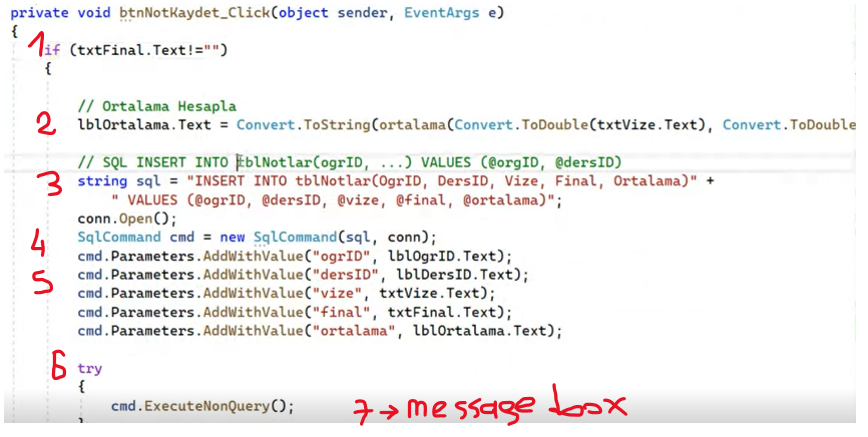 private void btnNotKaydet_Click(object sender, EventArgs e)
{
1 if (txtFinal.Text!="")
{
// Ortalama Hesapla
2 lblOrtalama.Text = Convert.ToString(ortalama(Convert.ToDouble(txtVize.Text), Convert.ToDouble
// SQL INSERT INTO tblNotlar(ogrID, ...) VALUES (@orgID, @dersID)
3 string sql = "INSERT INTO tblNotlar(OgrID, DersID, Vize, Final, Ortalama)" +
" VALUES (@ogrID, @dersID, @vize, @final, @ortalama)";
conn.Open();
4 SqlCommand cmd = new SqlCommand(sql, conn);
cmd.Parameters.AddWithValue("ogrID", lblOgrID.Text);
5 cmd.Parameters.AddWithValue("dersID", lblDersID.Text);
cmd.Parameters.AddWithValue("vize", txtVize.Text);
cmd.Parameters.AddWithValue("final", txtFinal.Text);
cmd.Parameters.AddWithValue("ortalama", lblOrtalama.Text);
6 try
{
cmd.ExecuteNonQuery();
7 → message box